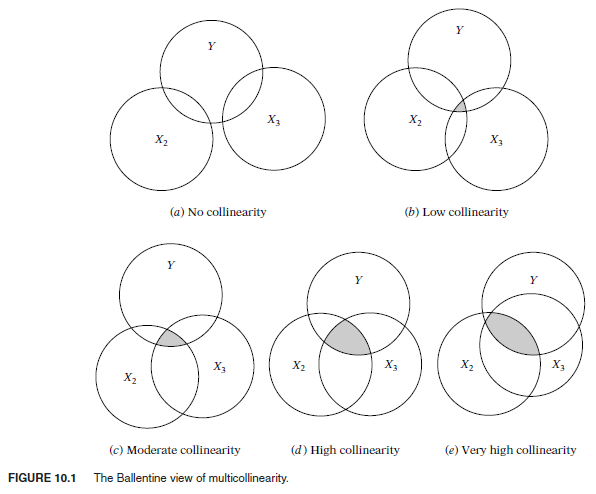 Y
X2
X3
(a) No collinearity
Y
X2
X3
(b) Low collinearity
Y
X2
X3
(c) Moderate collinearity
Y
X2
X3
(d) High collinearity
Y
X2
X3
(e) Very high collinearity
FIGURE 10.1 The Ballentine view of multicollinearity.